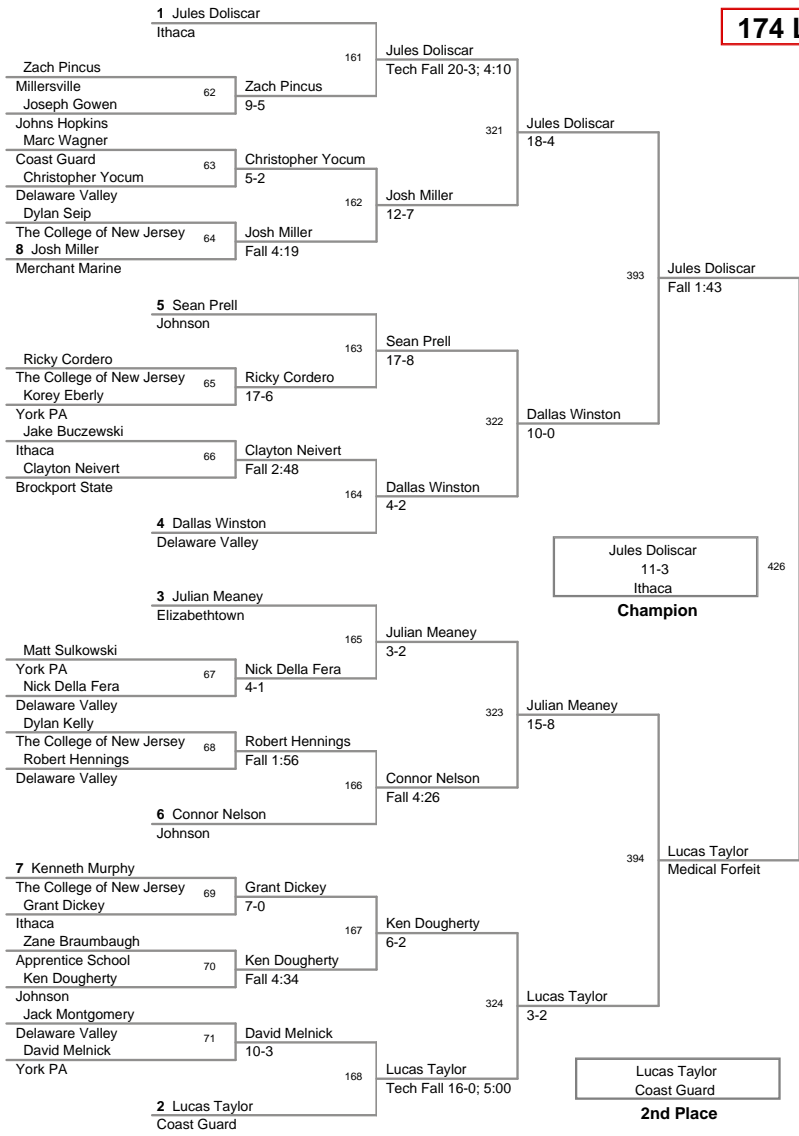 174 L
1 Jules Doliscar
Ithaca
161
Jules Doliscar
Tech Fall 20-3; 4:10
Zach Pincus
Millersville
62
Zach Pincus
9-5
Joseph Gowen
Johns Hopkins
321
Jules Doliscar
18-4
Marc Wagner
Coast Guard
63
Christopher Yocum
5-2
Christopher Yocum
Delaware Valley
162
Josh Miller
12-7
Dylan Seip
The College of New Jersey
64
Josh Miller
Fall 4:19
8 Josh Miller
Merchant Marine
393
Jules Doliscar
Fall 1:43
5 Sean Prell
Johnson
163
Sean Prell
17-8
Ricky Cordero
The College of New Jersey
65
Ricky Cordero
17-6
Korey Eberly
York PA
322
Dallas Winston
10-0
Jake Buczewski
Ithaca
66
Clayton Neivert
Fall 2:48
Clayton Neivert
Brockport State
164
Dallas Winston
4-2
4 Dallas Winston
Delaware Valley
Jules Doliscar
11-3
Ithaca
426
Champion
3 Julian Meaney
Elizabethtown
165
Julian Meaney
3-2
Matt Sulkowski
York PA
67
Nick Della Fera
4-1
Nick Della Fera
Delaware Valley
323
Julian Meaney
15-8
Dylan Kelly
The College of New Jersey
68
Robert Hennings
Fall 1:56
Robert Hennings
Delaware Valley
166
Connor Nelson
Fall 4:26
6 Connor Nelson
Johnson
394
Lucas Taylor
Medical Forfeit
7 Kenneth Murphy
The College of New Jersey
69
Grant Dickey
7-0
Grant Dickey
Ithaca
167
Ken Dougherty
6-2
Zane Braumbaugh
Apprentice School
70
Ken Dougherty
Fall 4:34
Ken Dougherty
Johnson
324
Lucas Taylor
3-2
Jack Montgomery
Delaware Valley
71
David Melnick
10-3
David Melnick
York PA
168
Lucas Taylor
Tech Fall 16-0; 5:00
2 Lucas Taylor
Coast Guard
Lucas Taylor
Coast Guard
2nd Place